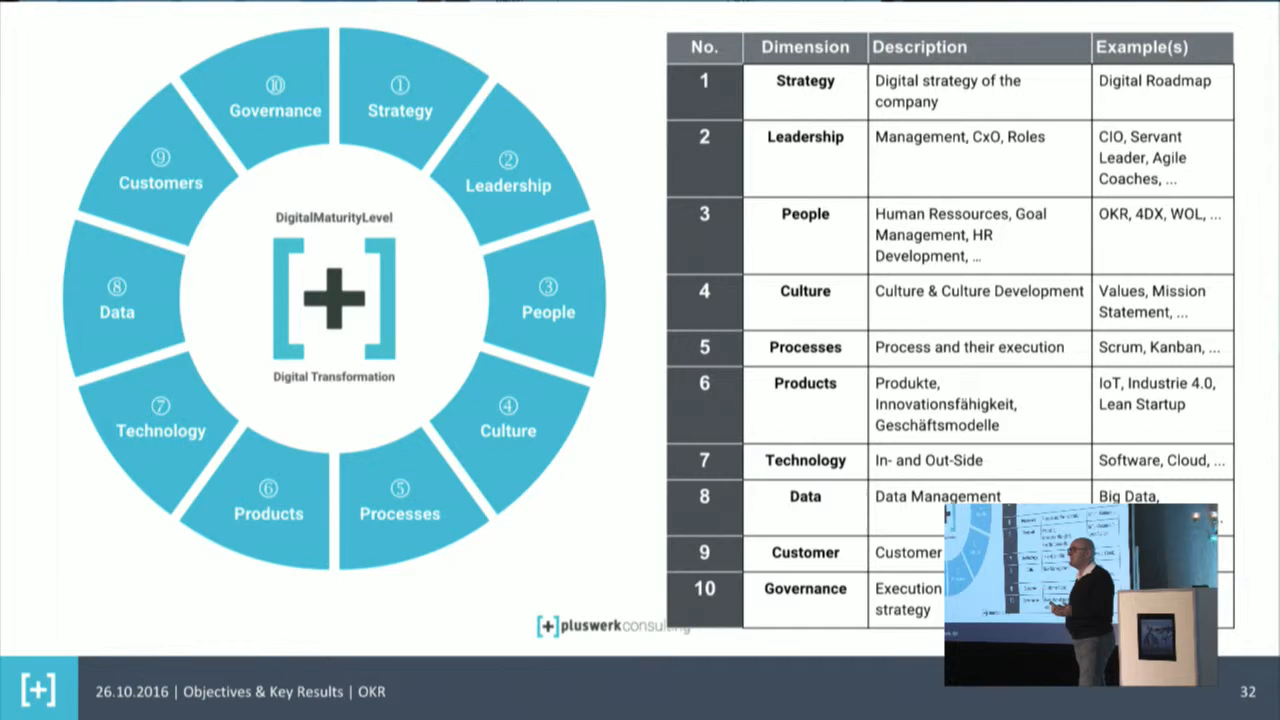 ⑩
Governance
①
Strategy
⑨
Customers
②
Leadership
DigitalMaturityLevel
[+]
Digital Transformation
⑧
Data
③
People
⑦
Technology
④
Culture
⑥
Products
⑤
Processes
No. Dimension Description Example(s)
1 Strategy Digital strategy of the Digital Roadmap
company
2 Leadership Management, CxO, Roles CIO, Servant
Leader, Agile
Coaches, ...
3 People Human Ressources, Goal OKR, 4DX, WOL, ...
Management, HR
Development, ...
4 Culture Culture & Culture Development Values, Mission
Statement, ...
5 Processes Process and their execution Scrum, Kanban, ...
6 Products Produkte, IoT, Industrie 4.0,
Innovationsfähigkeit, Lean Startup
Geschäftsmodelle
7 Technology In- and Out-Side Software, Cloud, ...
8 Data Data Management Big Data,
9 Customer Customer
10 Governance Execution
strategy
[+]pluswerkconsulting
[+] 26.10.2016 | Objectives & Key Results | OKR 32